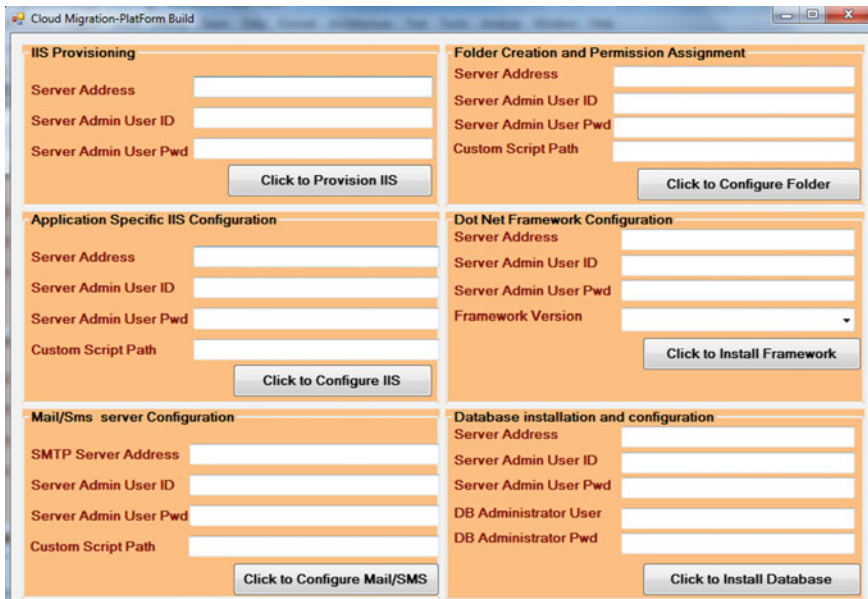 Cloud Migration-PlatForm Build
IIS Provisioning
Server Address
Server Admin User ID
Server Admin User Pwd
Click to Provision IIS
Folder Creation and Permission Assignment
Server Address
Server Admin User ID
Server Admin User Pwd
Custom Script Path
Click to Configure Folder
Application Specific IIS Configuration
Server Address
Server Admin User ID
Server Admin User Pwd
Custom Script Path
Click to Configure IIS
Dot Net Framework Configuration
Server Address
Server Admin User ID
Server Admin User Pwd
Framework Version
Click to Install Framework
Mail/Sms server Configuration
SMTP Server Address
Server Admin User ID
Server Admin User Pwd
Custom Script Path
Click to Configure Mail/SMS
Database installation and configuration
Server Address
Server Admin User ID
Server Admin User Pwd
DB Administrator User
DB Administrator Pwd
Click to Install Database